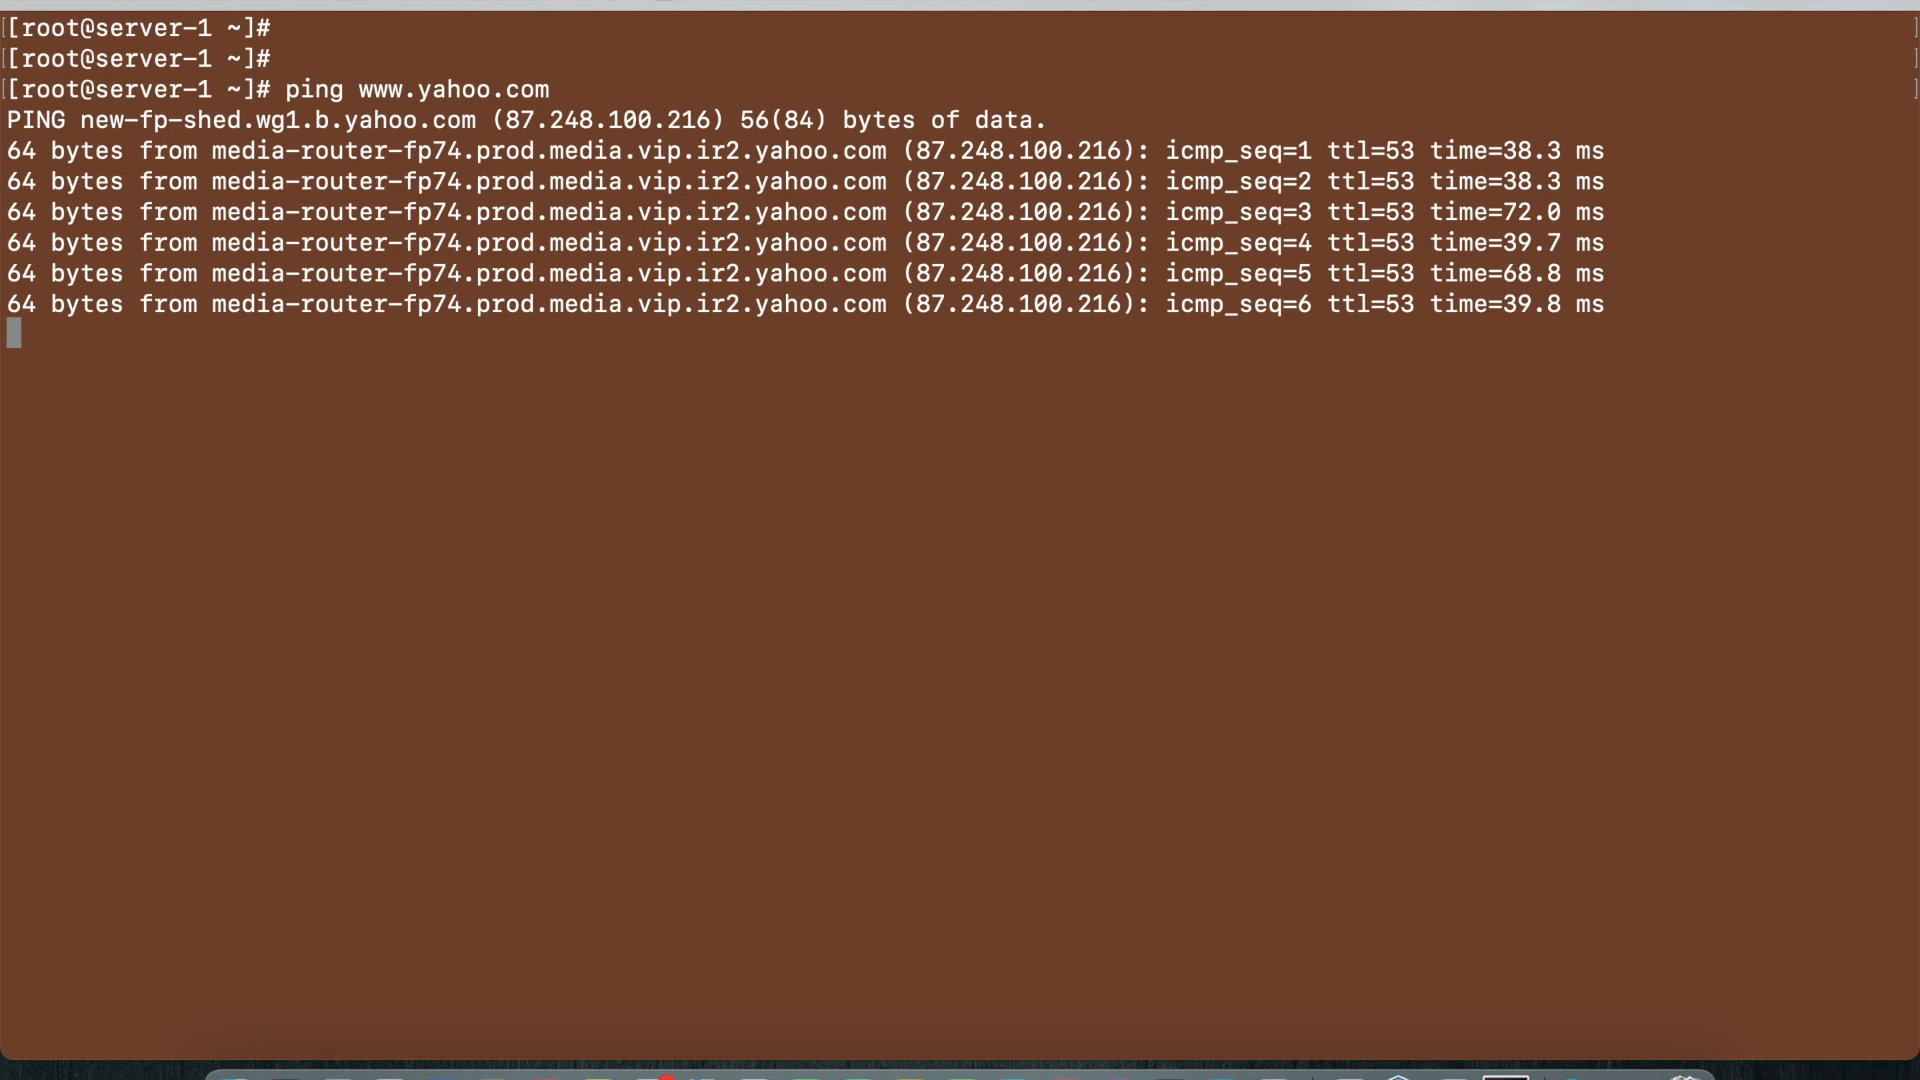 [root@server-1 ~]#
[root@server-1 ~]#
[root@server-1 ~]# ping www.yahoo.com
PING new-fp-shed.wg1.b.yahoo.com (87.248.100.216) 56(84) bytes of data.
64 bytes from media-router-fp74.prod.media.vip.ir2.yahoo.com (87.248.100.216): icmp_seq=1 ttl=53 time=38.3 ms
64 bytes from media-router-fp74.prod.media.vip.ir2.yahoo.com (87.248.100.216): icmp_seq=2 ttl=53 time=38.3 ms
64 bytes from media-router-fp74.prod.media.vip.ir2.yahoo.com (87.248.100.216): icmp_seq=3 ttl=53 time=72.0 ms
64 bytes from media-router-fp74.prod.media.vip.ir2.yahoo.com (87.248.100.216): icmp_seq=4 ttl=53 time=39.7 ms
64 bytes from media-router-fp74.prod.media.vip.ir2.yahoo.com (87.248.100.216): icmp_seq=5 ttl=53 time=68.8 ms
64 bytes from media-router-fp74.prod.media.vip.ir2.yahoo.com (87.248.100.216): icmp_seq=6 ttl=53 time=39.8 ms